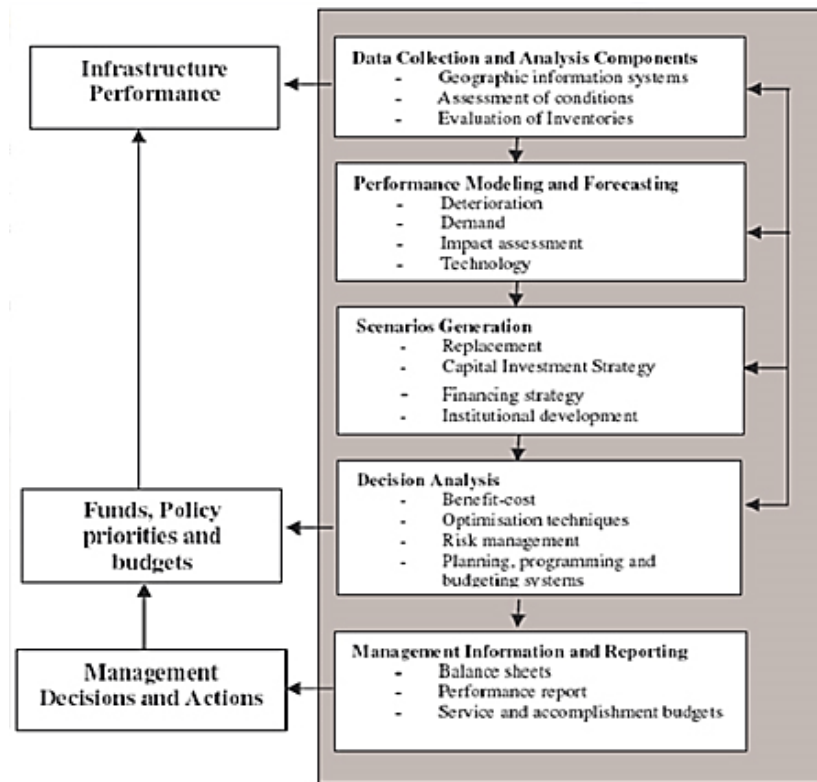 Infrastructure
Performance
Funds, Policy
priorities and
budgets
Management
Decisions and Actions
Data Collection and Analysis Components
- Geographic information systems
- Assessment of conditions
- Evaluation of Inventories
Performance Modeling and Forecasting
- Deterioration
- Demand
- Impact assessment
- Technology
Scenarios Generation
- Replacement
- Capital Investment Strategy
- Financing strategy
- Institutional development
Decision Analysis
- Benefit-cost
- Optimisation techniques
- Risk management
- Planning, programming and
budgeting systems
Management Information and Reporting
- Balance sheets
- Performance report
- Service and accomplishment budgets